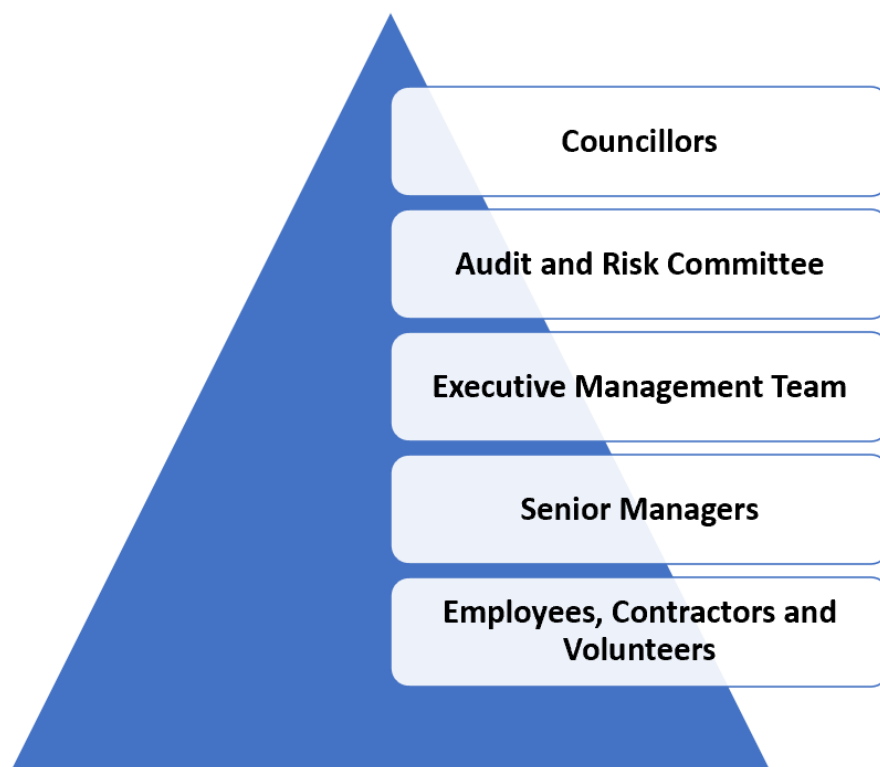 Councillors
Audit and Risk Committee
Executive Management Team
Senior Managers
Employees, Contractors and
Volunteers